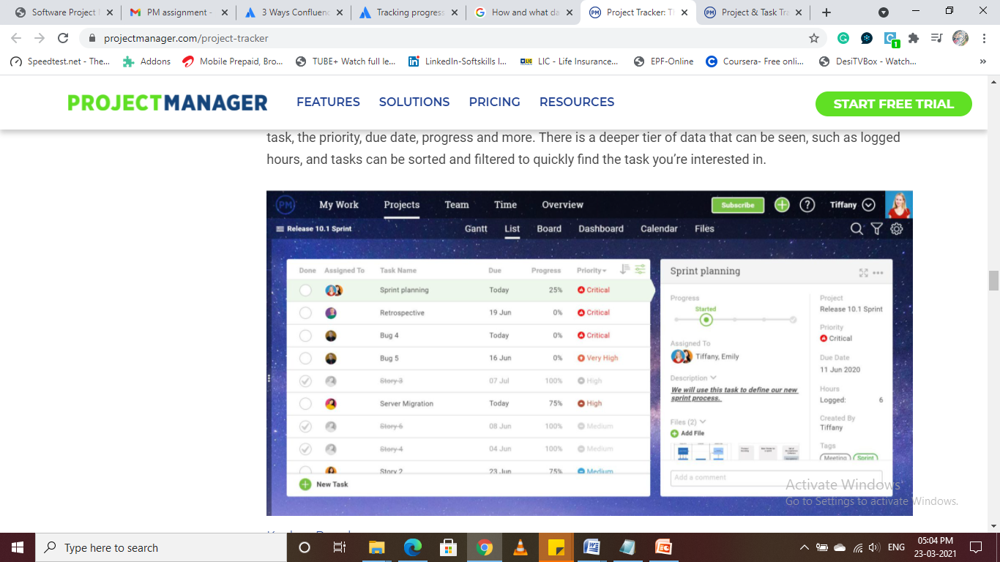 Software Project
PM assignment -
3 Ways Confluenc
Tracking progress
How and what da
Project Tracker: Th
Project & Task Tra
projectmanager.com/project-tracker
1
Speedtest.net - The...
Addons
Mobile Prepaid, Bro...
TUBE+ Watch full le...
LinkedIn-Softskills l...
LIC - Life Insurance...
EPF-Online
Coursera- Free onli...
DesiTVBox - Watch...
PROJECTMANAGER
FEATURES
SOLUTIONS
PRICING
RESOURCES
START FREE TRIAL
task, the priority, due date, progress and more. There is a deeper tier of data that can be seen, such as logged
hours, and tasks can be sorted and filtered to quickly find the task you’re interested in.
PM My Work Projects Team Time Overview Subscribe Tiffany
Release 10.1 Sprint Gantt List Board Dashboard Calendar Files
Done Assigned To Task Name Due Progress Priority
Sprint planning Today 25% Critical
Retrospective 19 Jun 0% Critical
Bug 4 Today 0% Critical
Bug 5 16 Jun 0% Very High
Story 3 07 Jul 100% High
Server Migration Today 75% High
Story 6 08 Jun 100% Medium
Story 4 04 Jun 100% Medium
Story 2 23 Jun 75% Medium
New Task
Sprint planning
Progress
Started
Assigned To
Tiffany, Emily
Description
We will use this task to define our new
sprint process.
Files (2)
Add File
Add a comment
Project
Release 10.1 Sprint
Priority
Critical
Due Date
11 Jun 2020
Hours
Logged: 6
Created By
Tiffany
Tags
Meeting Sprint
Activate Windows
Go to Settings to activate Windows.
Type here to search
ENG
05:04 PM
23-03-2021